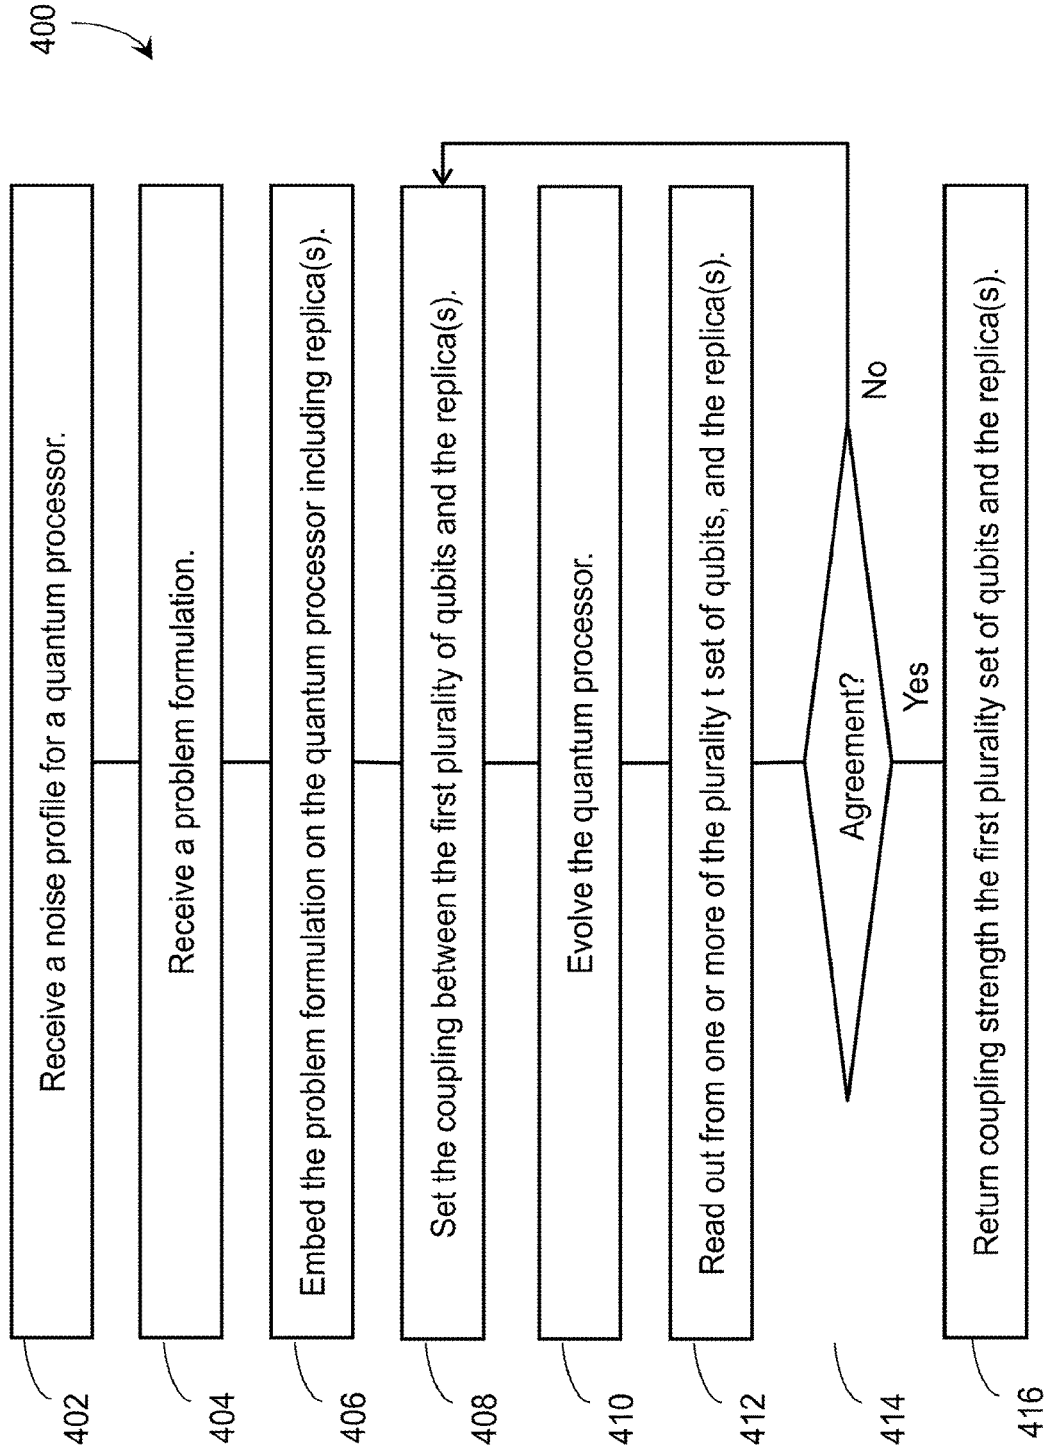 400
402
Receive a noise profile for a quantum processor.
404
Receive a problem formulation.
406
Embed the problem formulation on the quantum processor including replica(s).
408
Set the coupling between the first plurality of qubits and the replica(s).
410
Evolve the quantum processor.
412
Read out from one or more of the plurality t set of qubits, and the replica(s).
414
Agreement?
No
Yes
416
Return coupling strength the first plurality set of qubits and the replica(s).